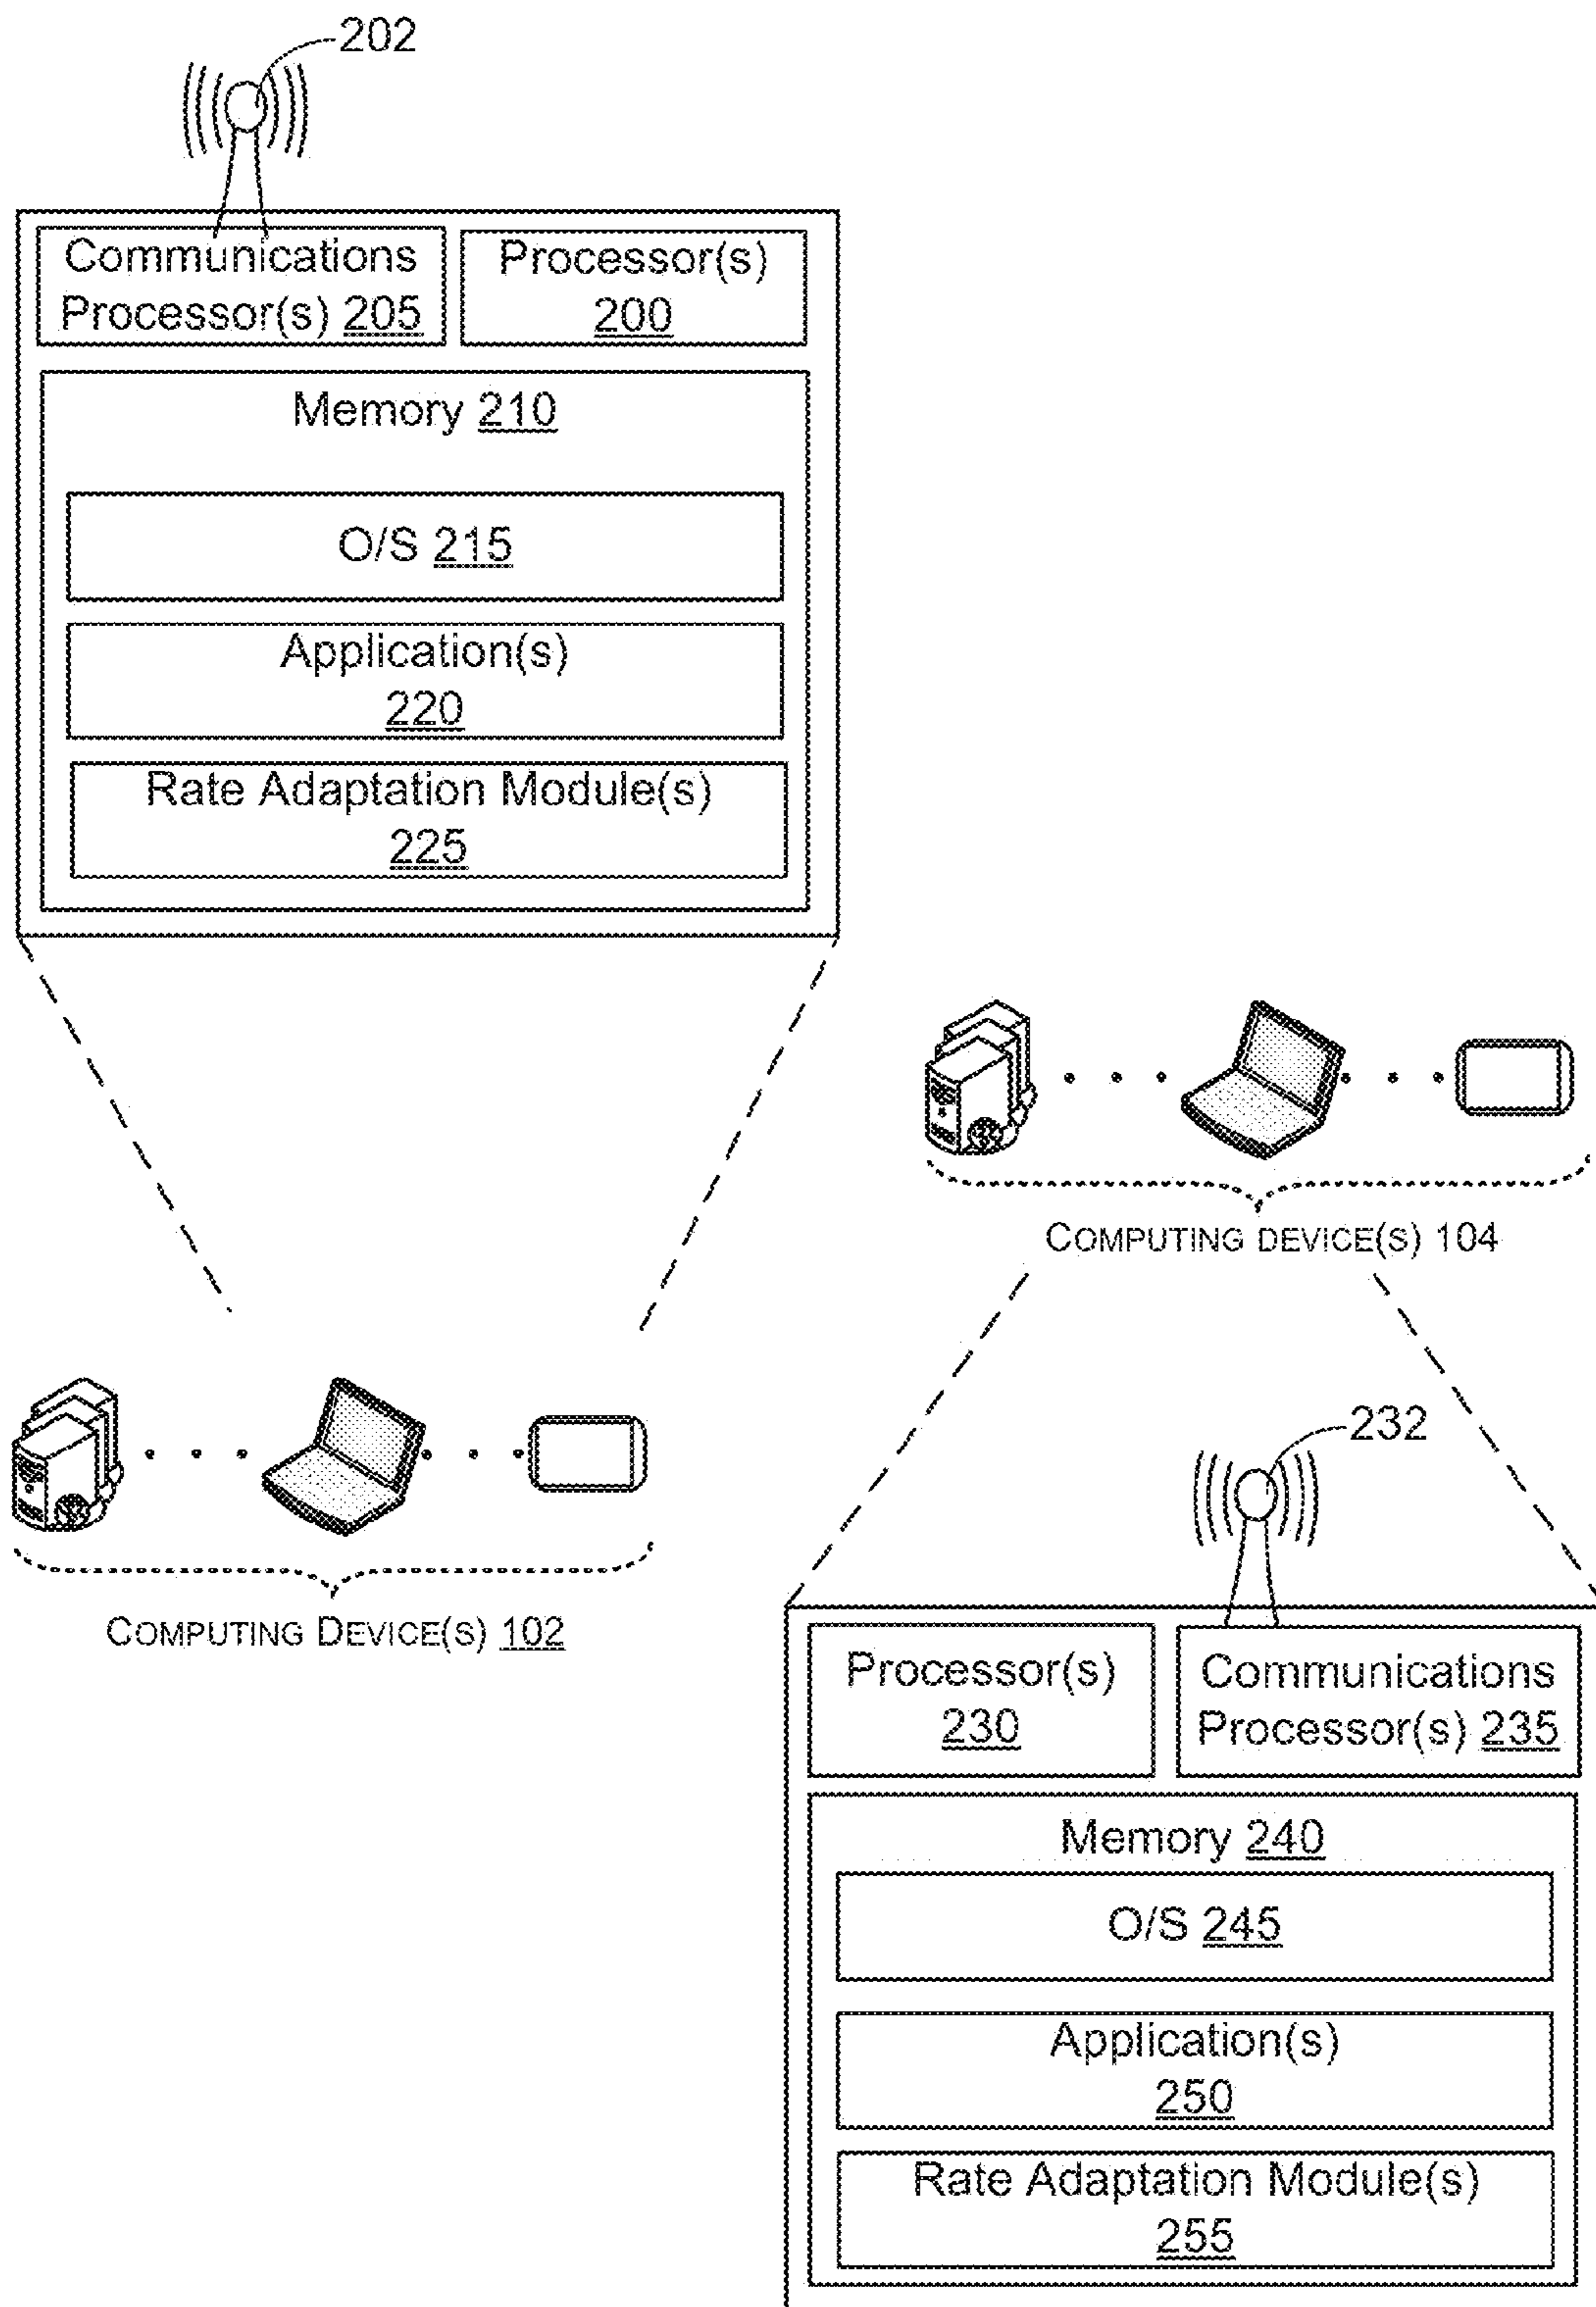 202
Communications
Processor(s) 205
Processor(s)
200
Memory 210
O/S 215
Application(s)
220
Rate Adaptation Module(s)
225
COMPUTING DEVICE(S) 104
232
COMPUTING DEVICE(S) 102
Processor(s)
230
Communications
Processor(s) 235
Memory 240
O/S 245
Application(s)
250
Rate Adaptation Module(s)
255